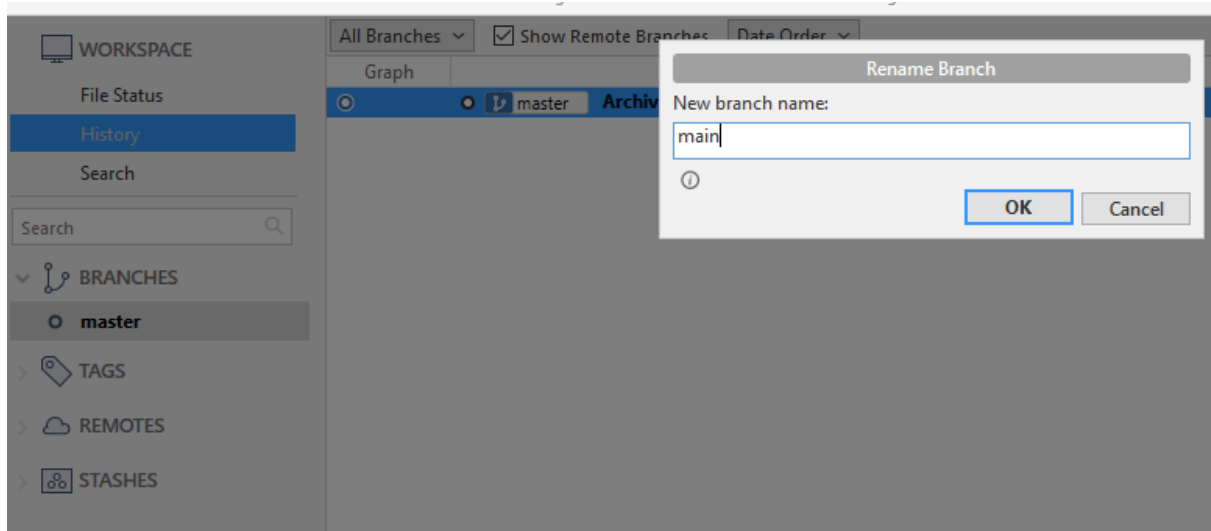 WORKSPACE
File Status
History
Search
Search
BRANCHES
master
TAGS
REMOTES
STASHES
All Branches Show Remote Branches Date Order
Graph
master
Rename Branch
New branch name:
main
OK Cancel